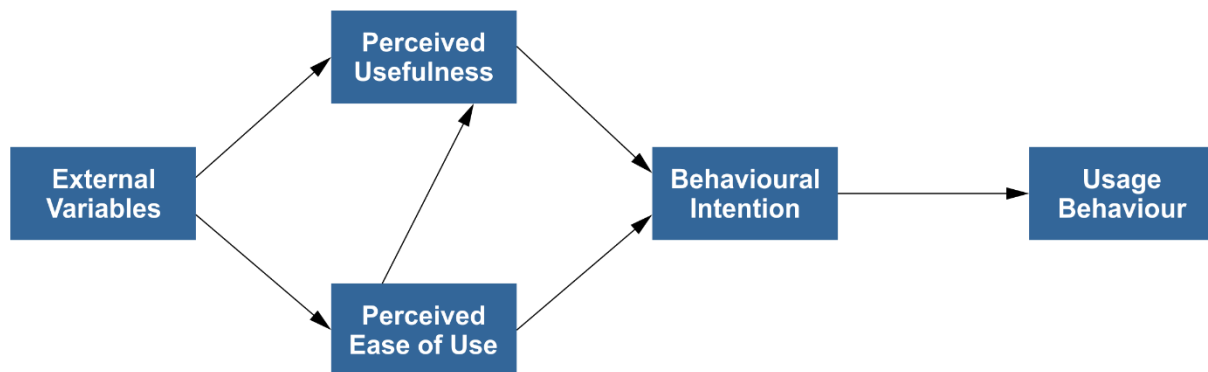 Perceived
Usefulness
External
Variables
Behavioural
Intention
Usage
Behaviour
Perceived
Ease of Use